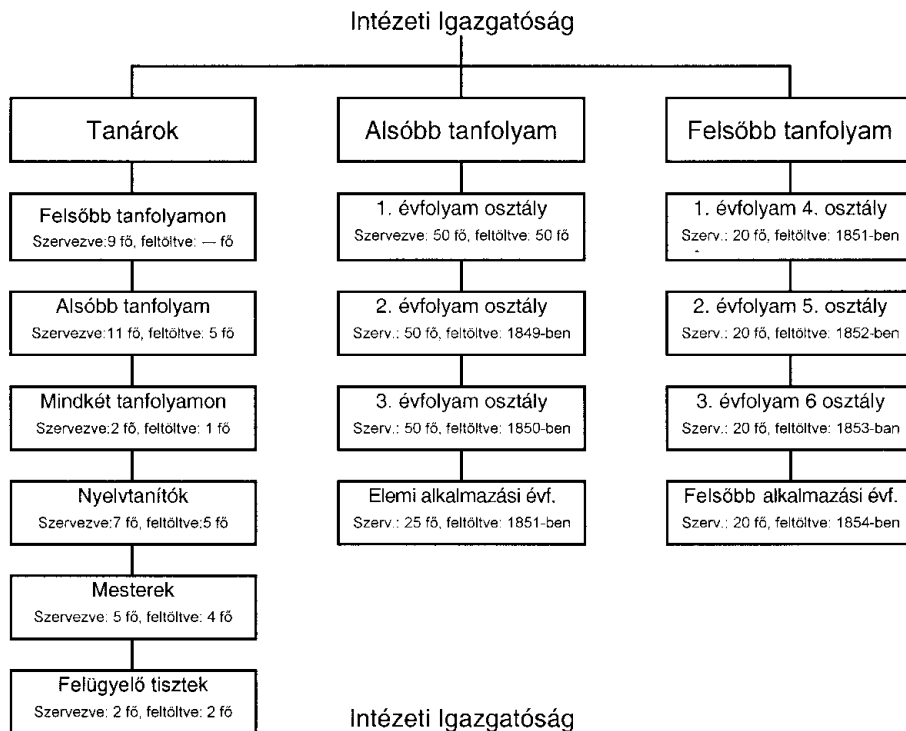 Intézeti Igazgatóság
Tanárok
Felsőbb tanfolyamon
Szervezve:9 fő, feltöltve: — fő
Alsóbb tanfolyam
Szervezve:11 fő, feltöltve: 5 fő
Mindkét tanfolyamon
Szervezve:2 fő, feltöltve: 1 fő
Nyelvtanítók
Szervezve:7 fő, feltöltve:5 fő
Mesterek
Szervezve: 5 fő, feltöltve: 4 fő
Felügyelő tisztek
Szervezve: 2 fő, feltöltve: 2 fő
Alsóbb tanfolyam
1. évfolyam osztály
Szervezve: 50 fő, feltöltve: 50 fő
2. évfolyam osztály
Szerv.: 50 fő, feltöltve: 1849-ben
3. évfolyam osztály
Szerv.: 50 fő, feltöltve: 1850-ben
Elemi alkalmazási évf.
Szerv.: 25 fő, feltöltve: 1851-ben
Felsőbb tanfolyam
1. évfolyam 4. osztály
Szerv.: 20 fő, feltöltve: 1851-ben
2. évfolyam 5. osztály
Szerv.: 20 fő, feltöltve: 1852-ben
3. évfolyam 6 osztály
Szerv.: 20 fő, feltöltve: 1853-ban
Felsőbb alkalmazási évf.
Szerv.: 20 fő, feltöltve: 1854-ben
Intézeti Igazgatóság